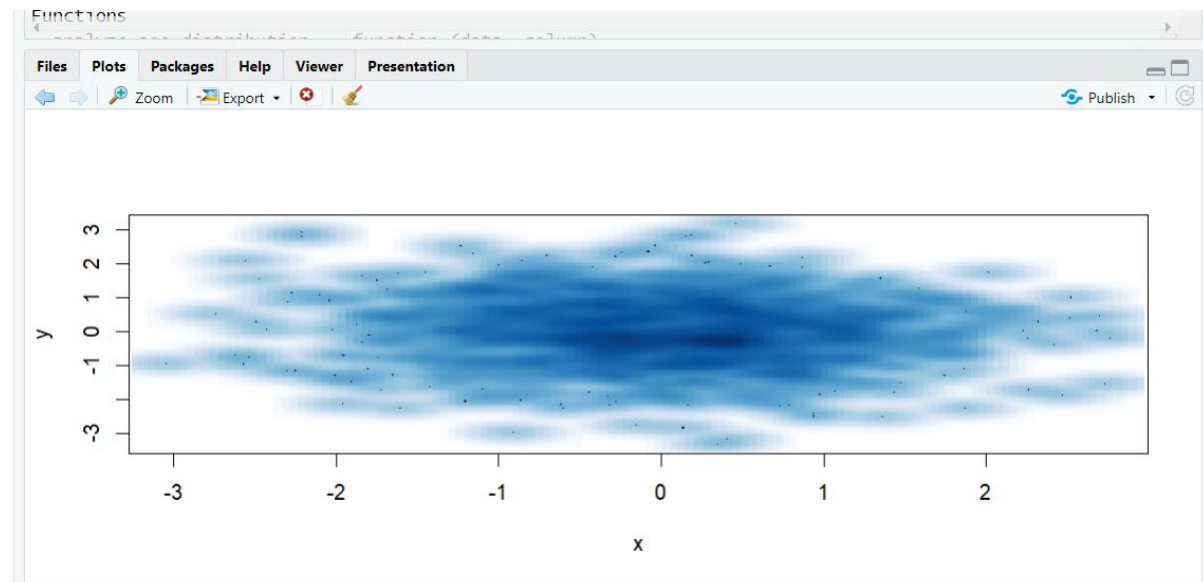 Functions
Files Plots Packages Help Viewer Presentation
Zoom Export Publish
3
2
1
0
-1
-3
y
-3 -2 -1 0 1 2
x